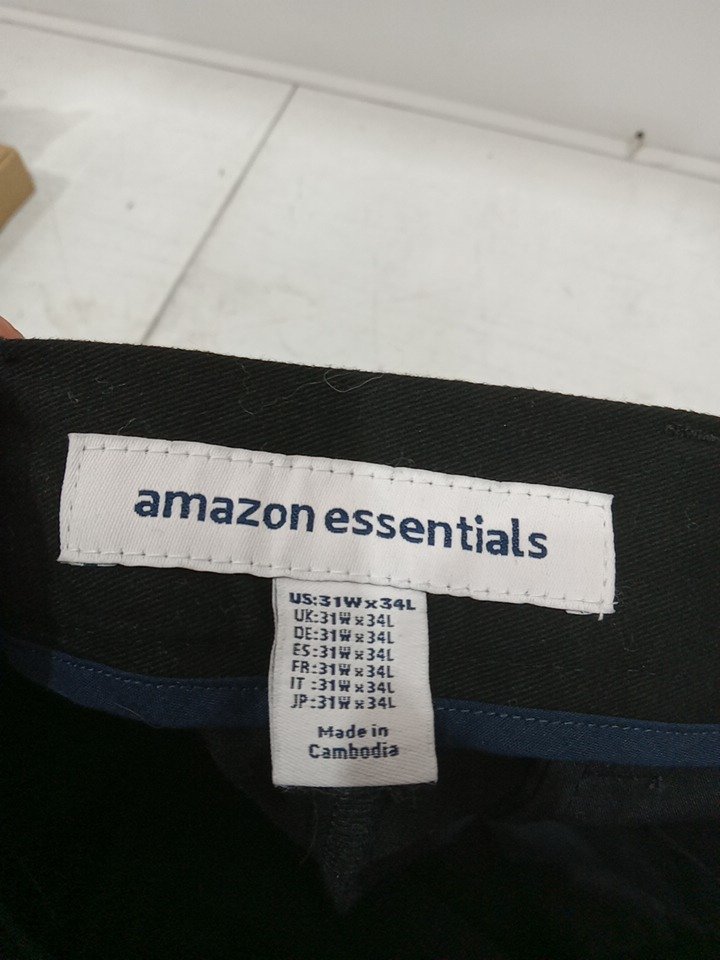 amazon essentials
US:31W x 34L
UK:31W x 34L
DE:31W x 34L
ES:31W x 34L
FR:31W x 34L
IT :31W x 34L
JP:31W x 34L
Made in
Cambodia